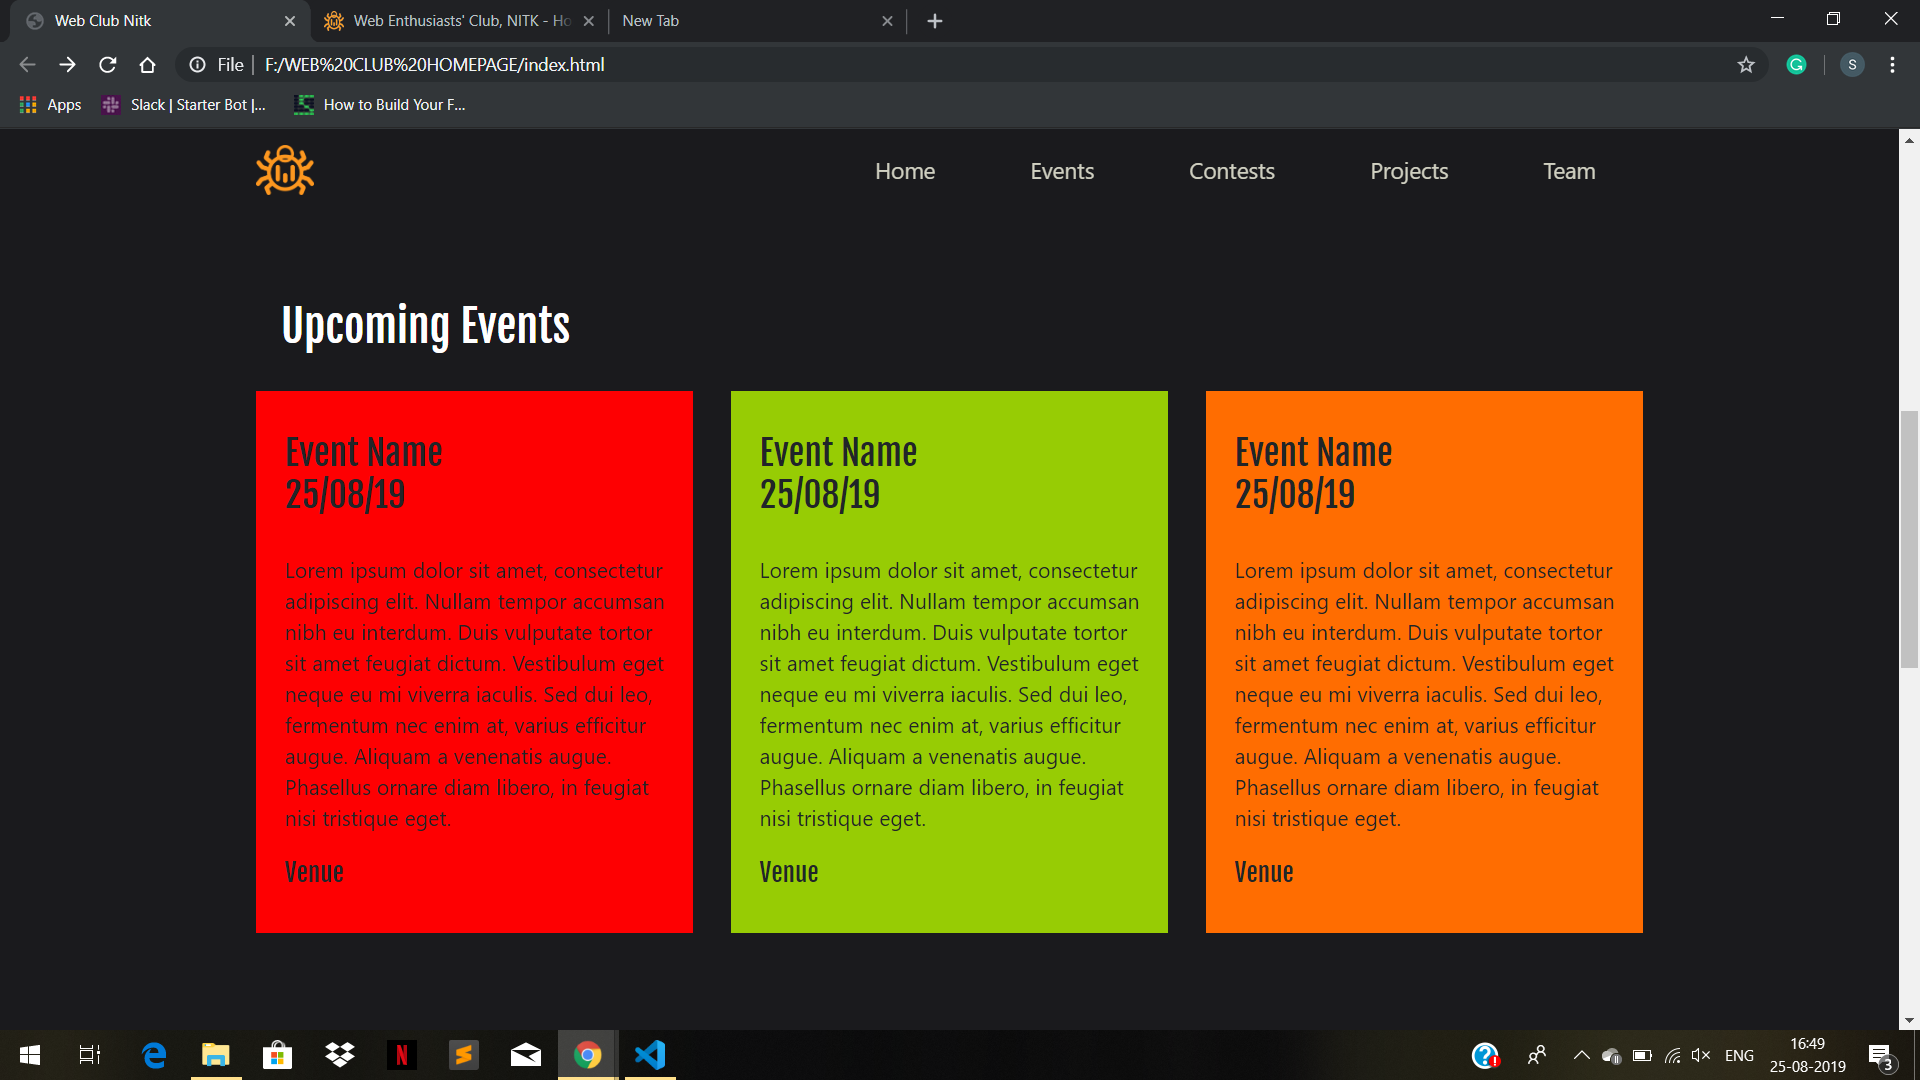 Web Club Nitk
Web Enthusiasts' Club, NITK - Ho
New Tab
File
F:/WEB%20CLUB%20HOMEPAGE/index.html
S
Apps
Slack | Starter Bot |...
How to Build Your F...
Home
Events
Contests
Projects
Team
Upcoming Events
Event Name
25/08/19
Lorem ipsum dolor sit amet, consectetur
adipiscing elit. Nullam tempor accumsan
nibh eu interdum. Duis vulputate tortor
sit amet feugiat dictum. Vestibulum eget
neque eu mi viverra iaculis. Sed dui leo,
fermentum nec enim at, varius efficitur
augue. Aliquam a venenatis augue.
Phasellus ornare diam libero, in feugiat
nisi tristique eget.
Venue
Event Name
25/08/19
Lorem ipsum dolor sit amet, consectetur
adipiscing elit. Nullam tempor accumsan
nibh eu interdum. Duis vulputate tortor
sit amet feugiat dictum. Vestibulum eget
neque eu mi viverra iaculis. Sed dui leo,
fermentum nec enim at, varius efficitur
augue. Aliquam a venenatis augue.
Phasellus ornare diam libero, in feugiat
nisi tristique eget.
Venue
Event Name
25/08/19
Lorem ipsum dolor sit amet, consectetur
adipiscing elit. Nullam tempor accumsan
nibh eu interdum. Duis vulputate tortor
sit amet feugiat dictum. Vestibulum eget
neque eu mi viverra iaculis. Sed dui leo,
fermentum nec enim at, varius efficitur
augue. Aliquam a venenatis augue.
Phasellus ornare diam libero, in feugiat
nisi tristique eget.
Venue
ENG
16:49
25-08-2019
3